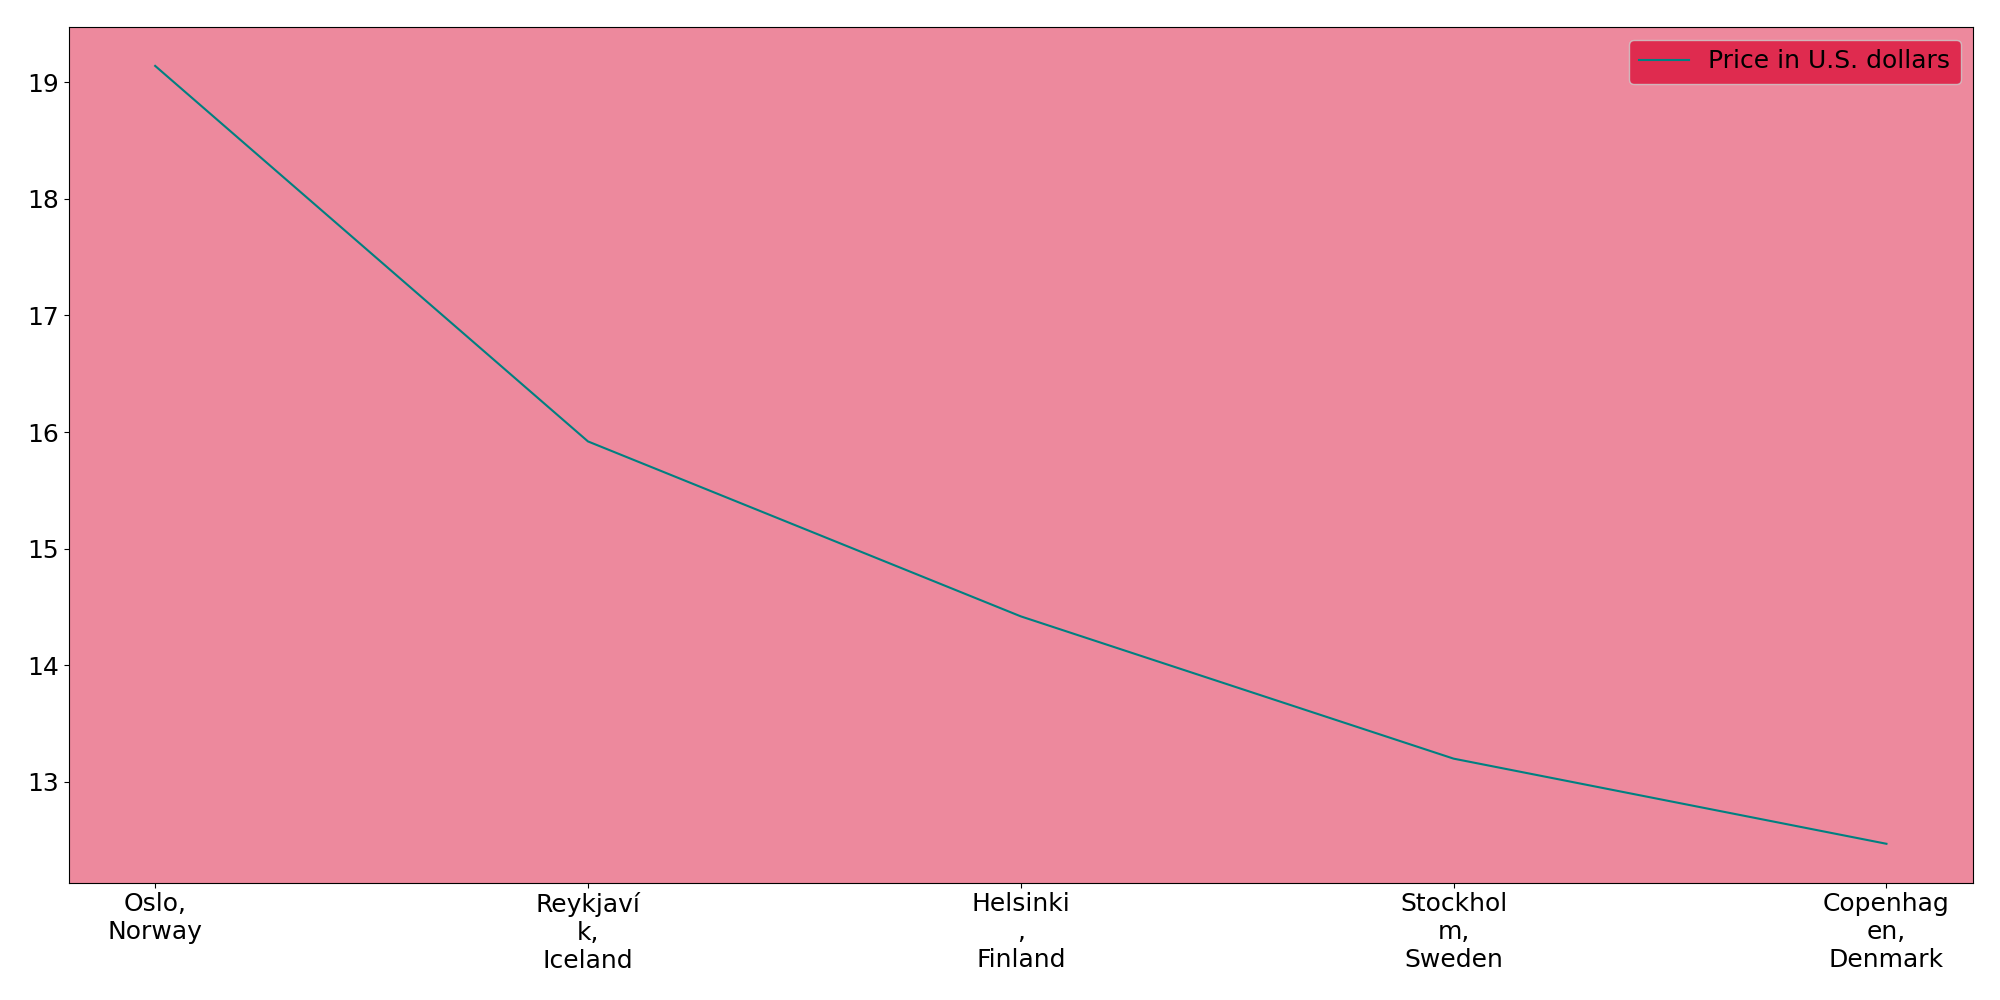 Price in U.S. dollars
19
18
17
16
15
14
13
Oslo,
Norway
Reykjaví
k,
Iceland
Helsinki
,
Finland
Stockhol
m,
Sweden
Copenhag
en,
Denmark